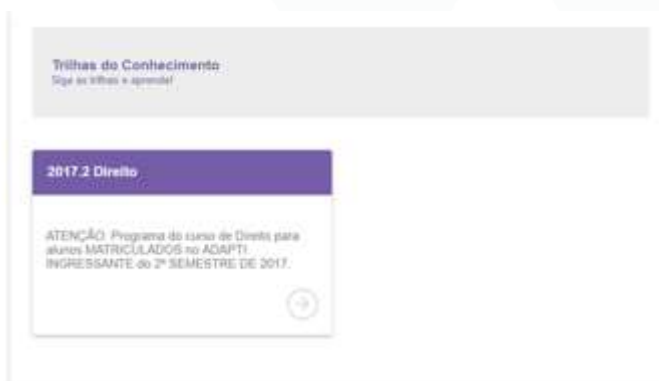 Trilhas do Conhecimento
Siga as trilhas e aprenda!
2017.2 Direito
ATENÇÃO: Programa do curso de Direito para
alunos MATRICULADOS no ADAPTI.
INGRESSANTE do 2º SEMESTRE DE 2017.